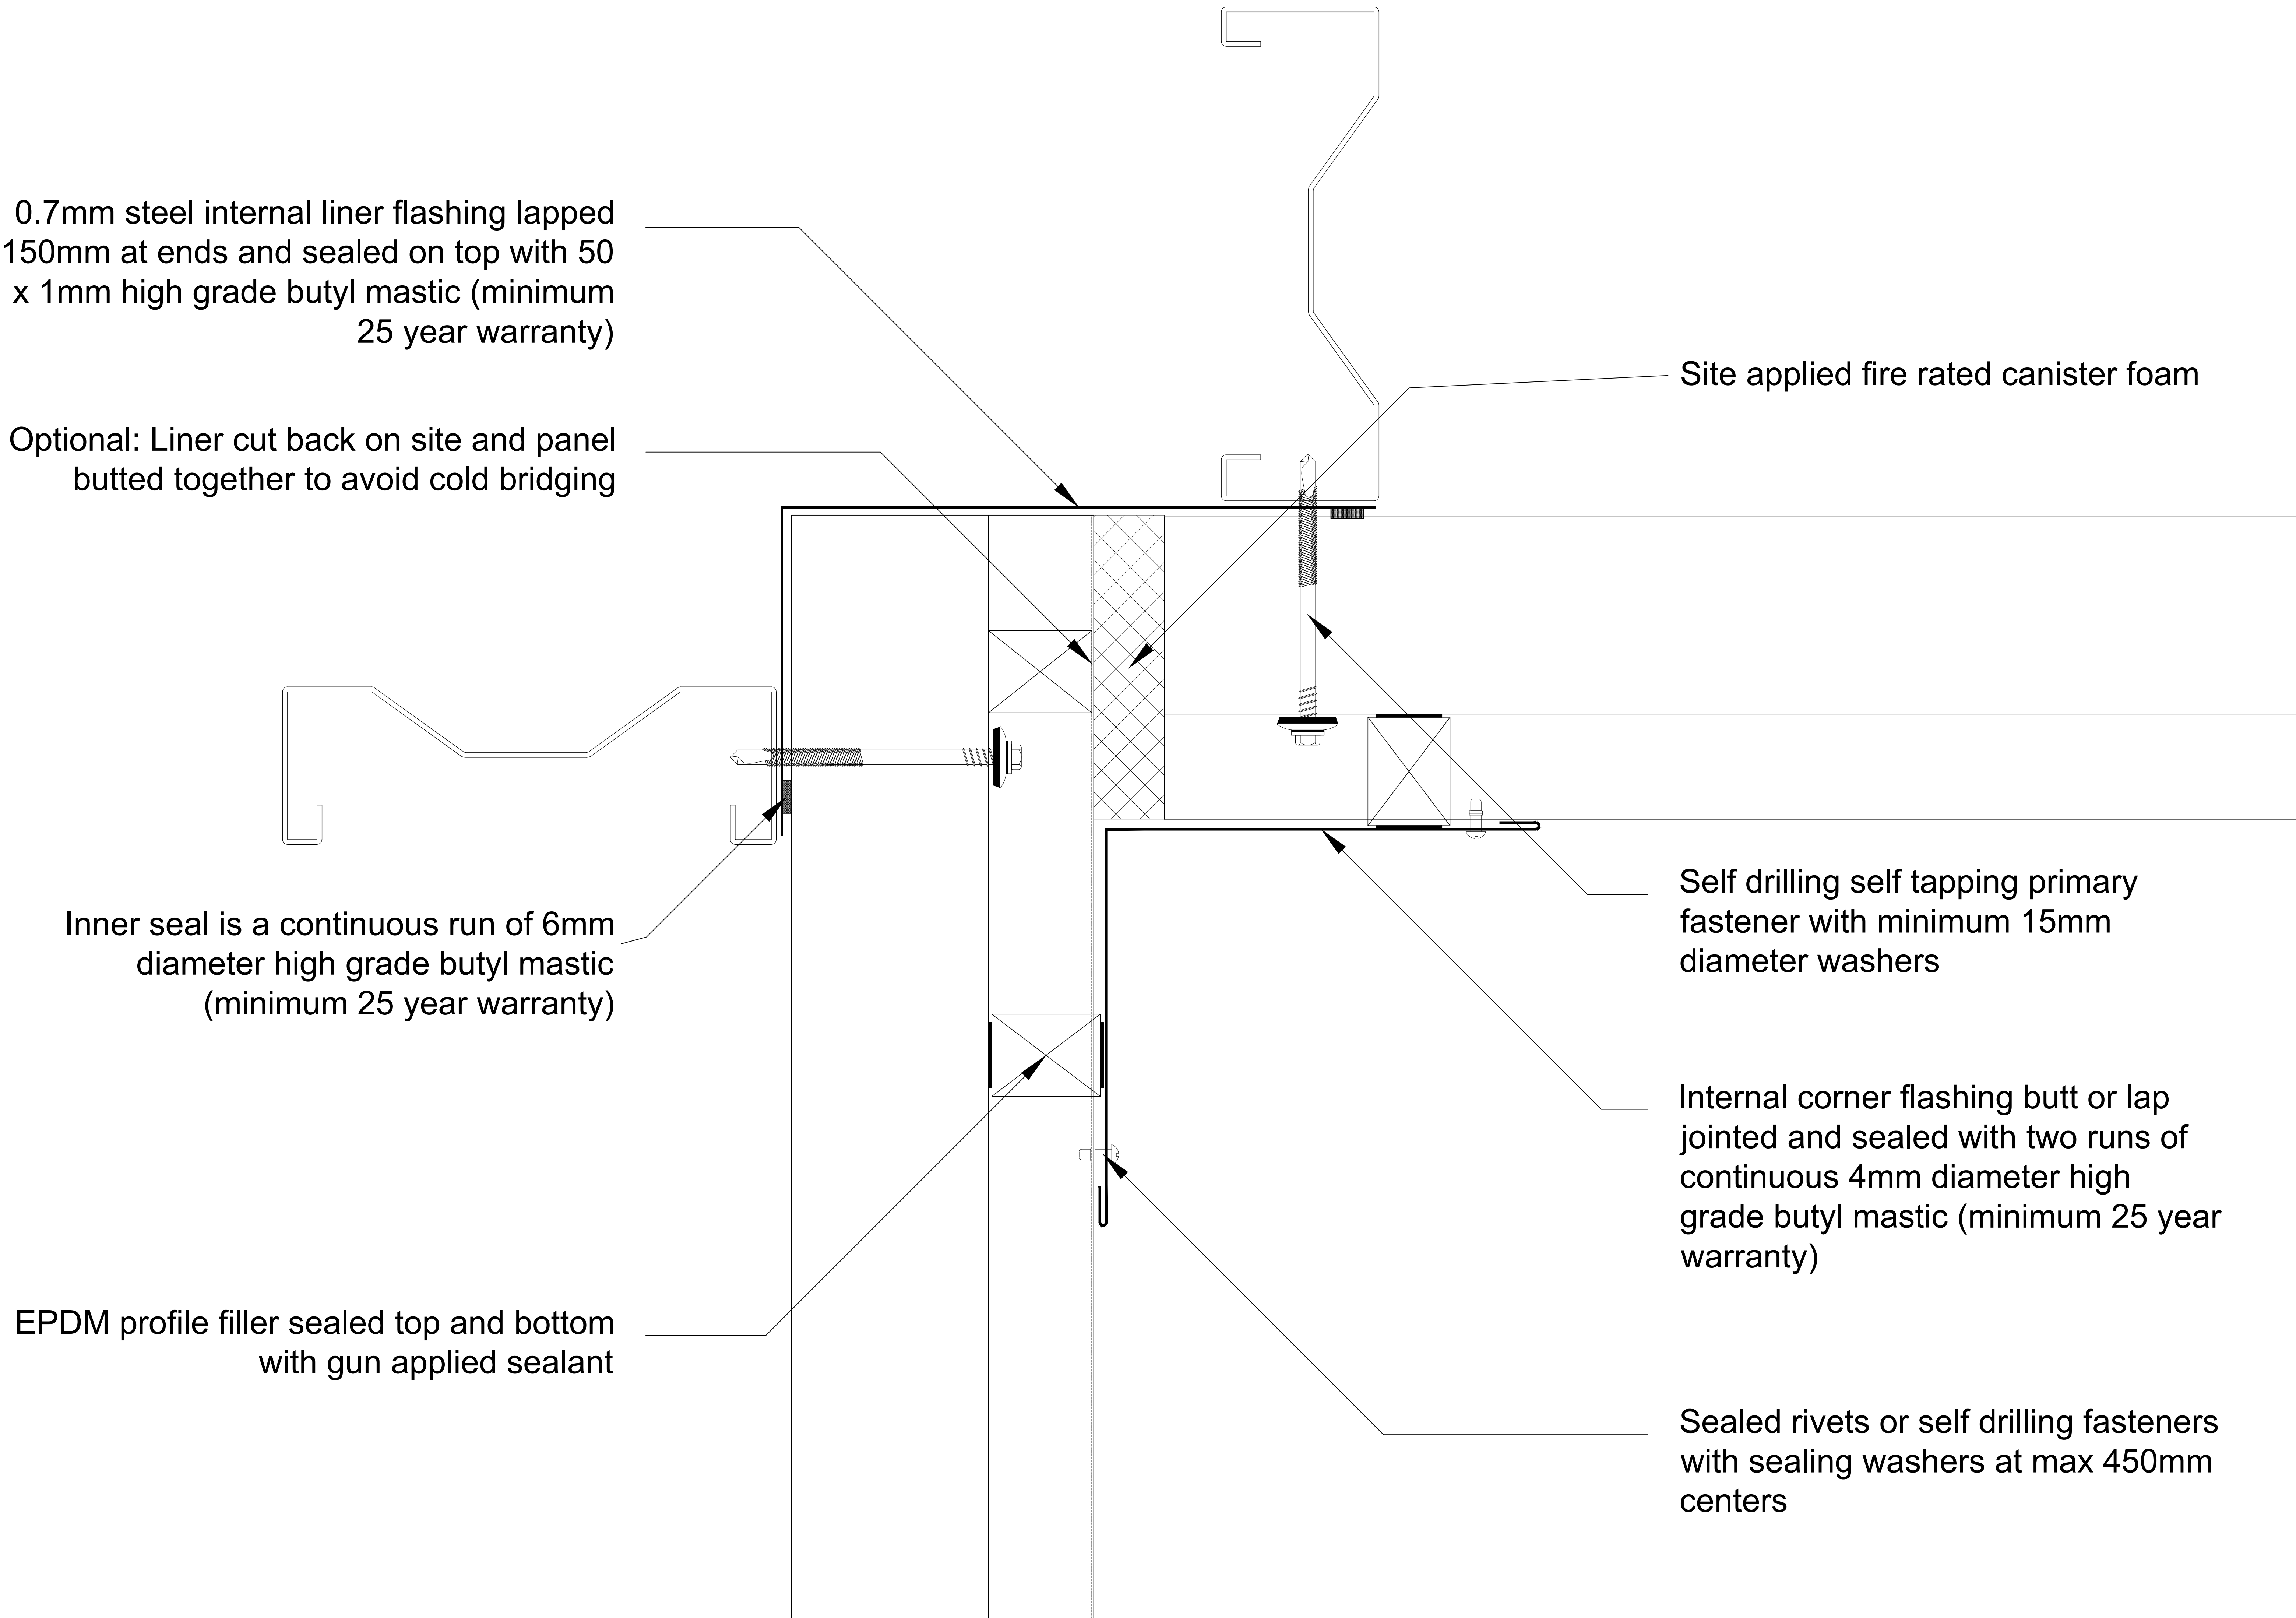 0.7mm steel internal liner flashing lapped
150mm at ends and sealed on top with 50
x 1mm high grade butyl mastic (minimum
25 year warranty)
Optional: Liner cut back on site and panel
butted together to avoid cold bridging
Inner seal is a continuous run of 6mm
diameter high grade butyl mastic
(minimum 25 year warranty)
EPDM profile filler sealed top and bottom
with gun applied sealant
Site applied fire rated canister foam
Self drilling self tapping primary
fastener with minimum 15mm
diameter washers
Internal corner flashing butt or lap
jointed and sealed with two runs of
continuous 4mm diameter high
grade butyl mastic (minimum 25 year
warranty)
Sealed rivets or self drilling fasteners
with sealing washers at max 450mm
centers